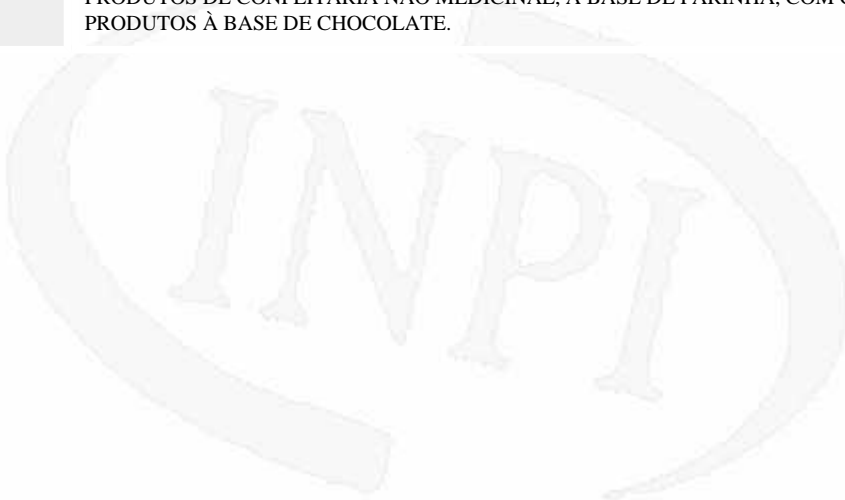 PRODUTOS DE CONFEITARIA NÃO MEDICINAL, À BASE DE FARINHA, COM
PRODUTOS À BASE DE CHOCOLATE.
INPI